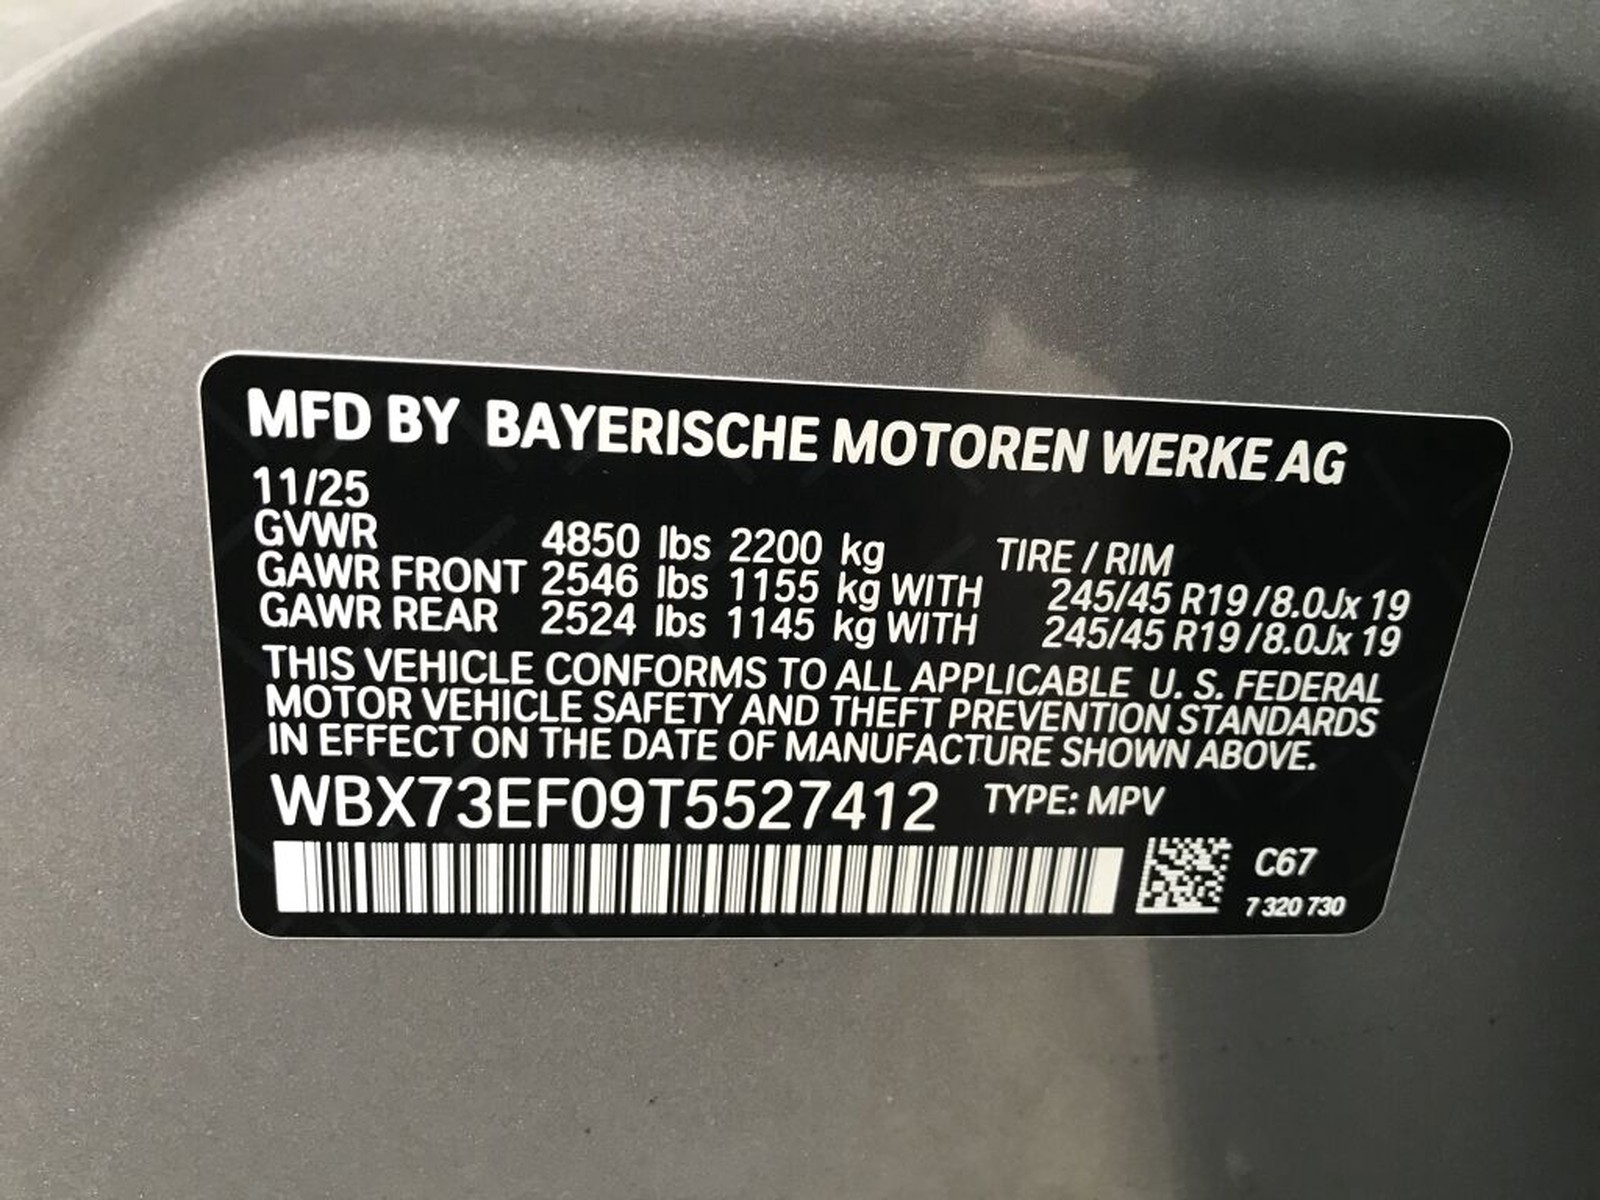 MFD BY BAYERISCHE MOTOREN WERKE AG
11/25
GVWR 4850 lbs 2200 kg TIRE / RIM
GAWR FRONT 2546 lbs 1155 kg WITH 245/45 R19 / 8.0Jx 19
GAWR REAR 2524 lbs 1145 kg WITH 245/45 R19 / 8.0Jx 19
THIS VEHICLE CONFORMS TO ALL APPLICABLE U. S. FEDERAL
MOTOR VEHICLE SAFETY AND THEFT PREVENTION STANDARDS
IN EFFECT ON THE DATE OF MANUFACTURE SHOWN ABOVE.
WBX73EF09T5527412 TYPE: MPV
C67
7 320 730